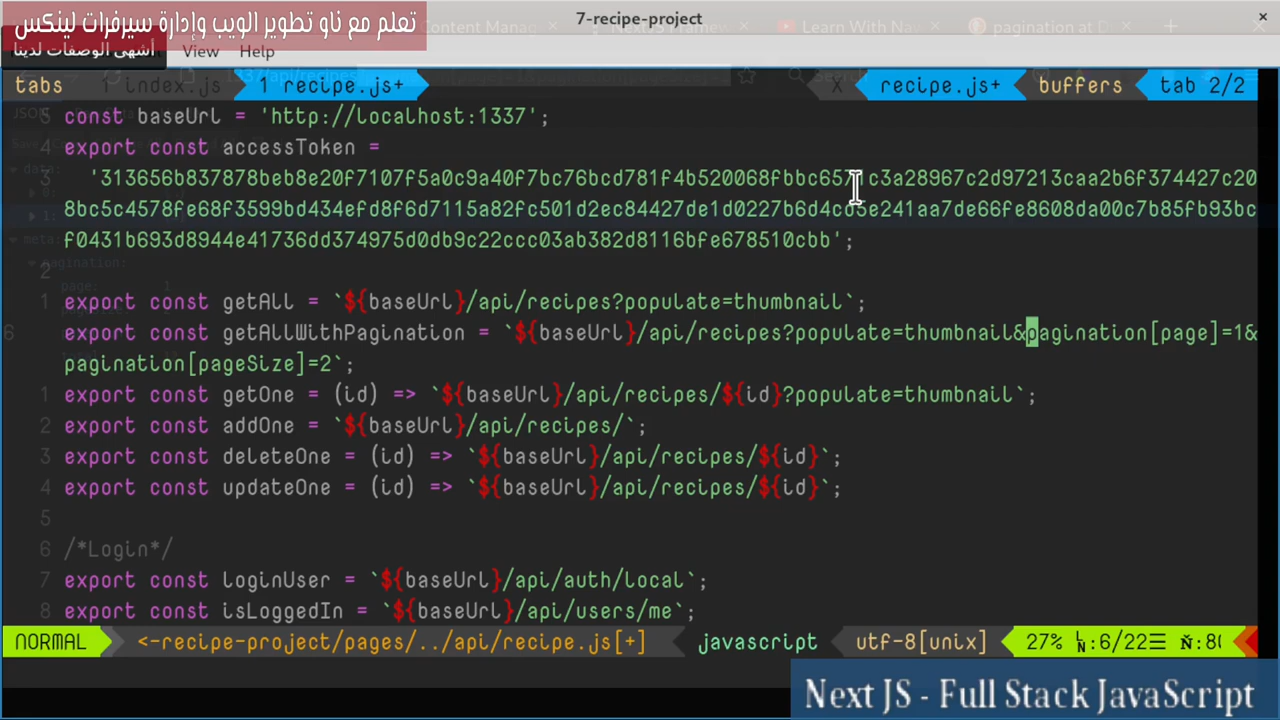 7-recipe-project
×
تعلم مع ناو تطوير الويب وإدارة سيرفرات لينكس
أشهى الوصفات لدينا
View Help
tabs 1 index.js 1 recipe.js+ X recipe.js+ buffers tab 2/2
5 const baseUrl = 'http://localhost:1337';
4 export const accessToken =
3 '313656b837878beb8e20f7107f5a0c9a40f7bc76bcd781f4b520068fbbc6571c3a28967c2d97213caa2b6f374427c20
8bc5c4578fe68f3599bd434efd8f6d7115a82fc501d2ec84427de1d0227b6d4cd5e241aa7de66fe8608da00c7b85fb93bc
f0431b693d8944e41736dd374975d0db9c22ccc03ab382d8116bfe678510cbb';
2
1 export const getAll = `${baseUrl}/api/recipes?populate=thumbnail`;
6 export const getAllWithPagination = `${baseUrl}/api/recipes?populate=thumbnail&pagination[page]=1&
pagination[pageSize]=2`;
1 export const getOne = (id) => `${baseUrl}/api/recipes/${id}?populate=thumbnail`;
2 export const addOne = `${baseUrl}/api/recipes/`;
3 export const deleteOne = (id) => `${baseUrl}/api/recipes/${id}`;
4 export const updateOne = (id) => `${baseUrl}/api/recipes/${id}`;
5
6 /*Login*/
7 export const loginUser = `${baseUrl}/api/auth/local`;
8 export const isLoggedIn = `${baseUrl}/api/users/me`;
NORMAL <-recipe-project/pages/../api/recipe.js[+] javascript utf-8[unix] 27% :6/22☰ :80
Next JS - Full Stack JavaScript